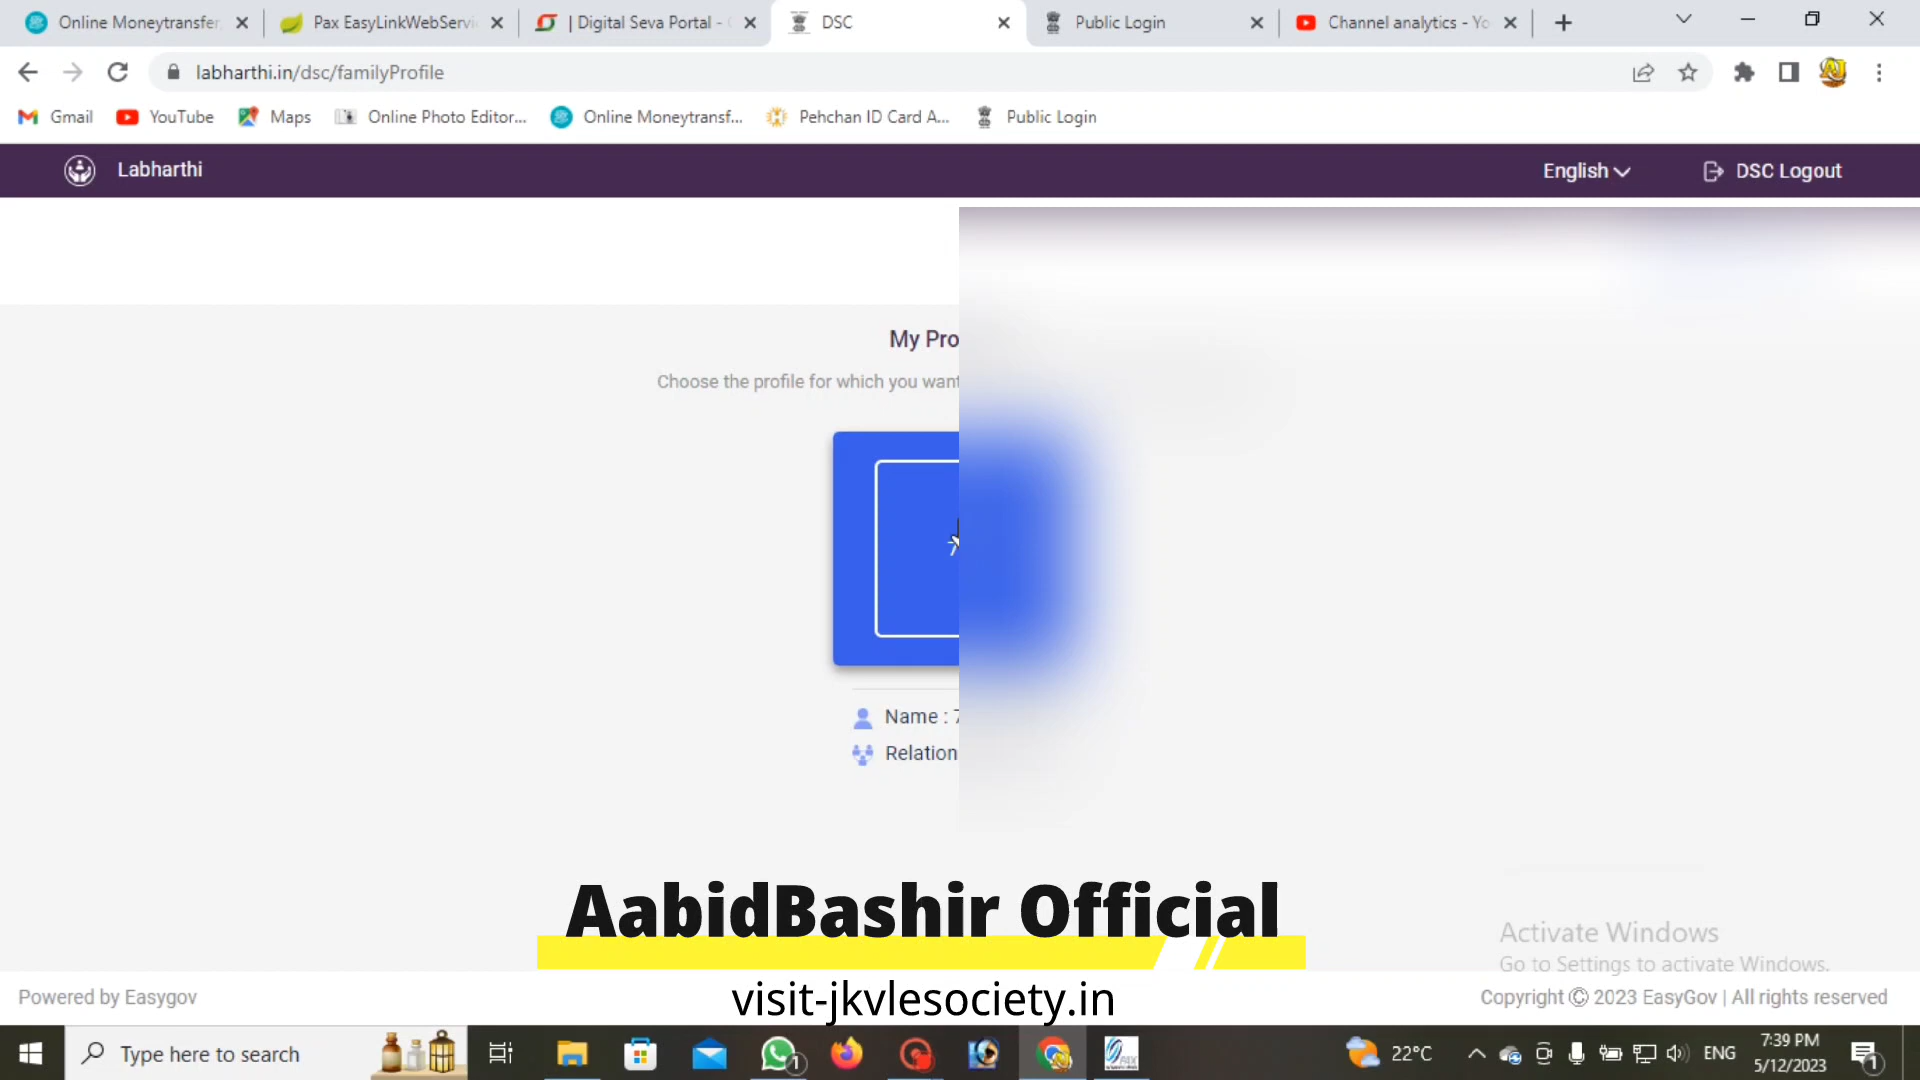 Online Moneytransfer,
Pax EasyLinkWebServi
| Digital Seva Portal -
DSC
Public Login
Channel analytics - Yo
labharthi.in/dsc/familyProfile
Gmail
YouTube
Maps
Online Photo Editor...
Online Moneytransf...
Pehchan ID Card A...
Public Login
Labharthi
English
DSC Logout
My Pro
Choose the profile for which you want
Name : 7
Relation
AabidBashir Official
visit-jkvlesociety.in
Activate Windows
Go to Settings to activate Windows.
Powered by Easygov
Copyright © 2023 EasyGov | All rights reserved
Type here to search
1
22°C
ENG
7:39 PM
5/12/2023
1